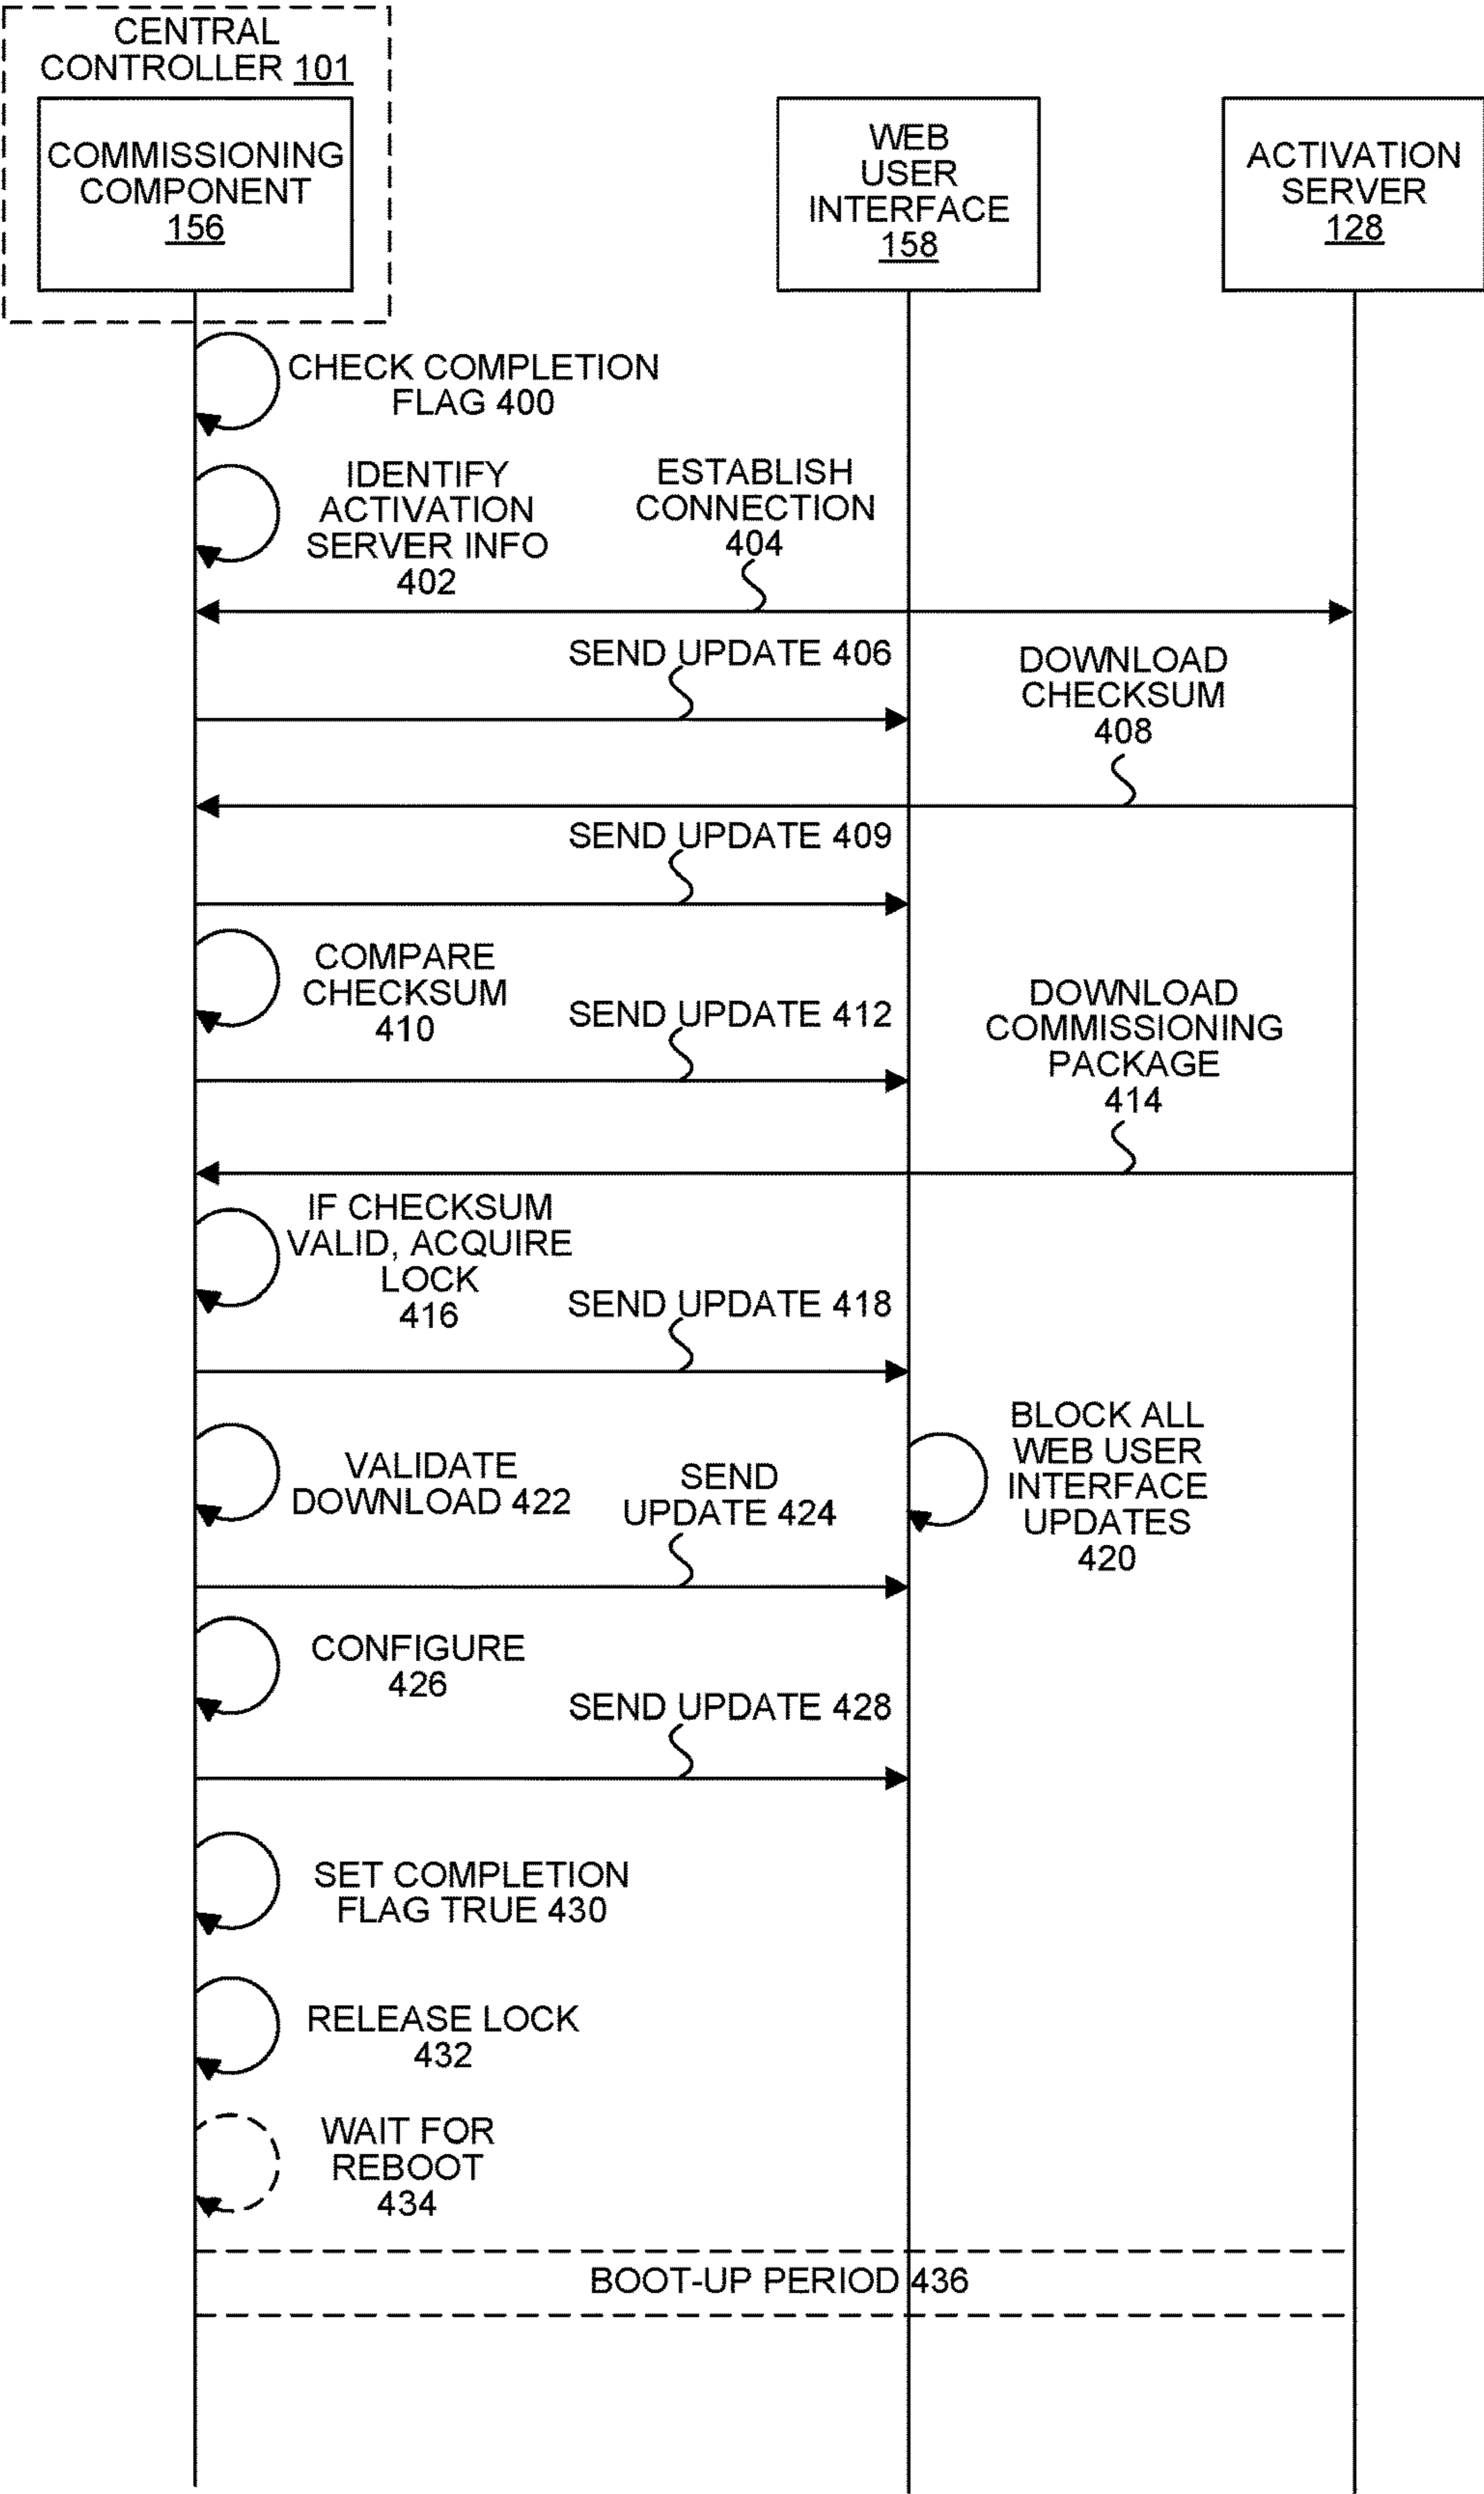 CENTRAL
CONTROLLER 101
COMMISSIONING
COMPONENT
156
WEB
USER
INTERFACE
158
ACTIVATION
SERVER
128
CHECK COMPLETION
FLAG 400
IDENTIFY
ACTIVATION
SERVER INFO
402
ESTABLISH
CONNECTION
404
SEND UPDATE 406
DOWNLOAD
CHECKSUM
408
SEND UPDATE 409
COMPARE
CHECKSUM
410
SEND UPDATE 412
DOWNLOAD
COMMISSIONING
PACKAGE
414
IF CHECKSUM
VALID, ACQUIRE
LOCK
416
SEND UPDATE 418
BLOCK ALL
WEB USER
INTERFACE
UPDATES
420
VALIDATE
DOWNLOAD 422
SEND
UPDATE 424
CONFIGURE
426
SEND UPDATE 428
SET COMPLETION
FLAG TRUE 430
RELEASE LOCK
432
WAIT FOR
REBOOT
434
BOOT-UP PERIOD 436